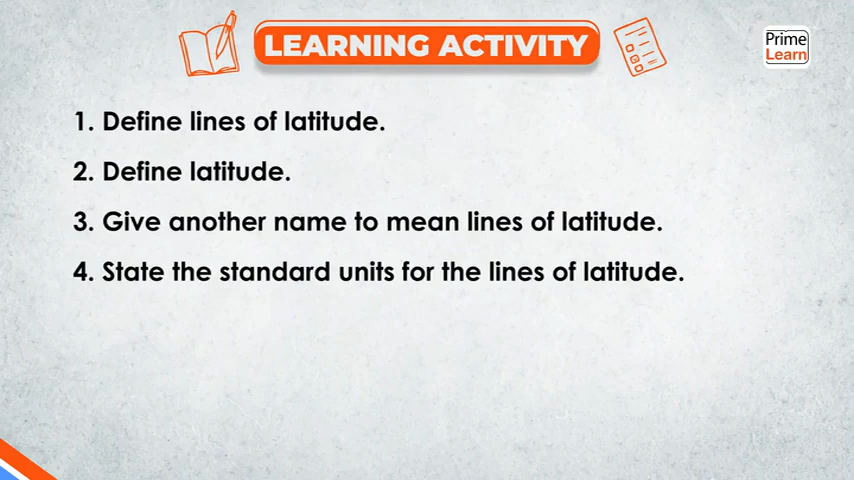 LEARNING ACTIVITY
Prime
Learn
1. Define lines of latitude.
2. Define latitude.
3. Give another name to mean lines of latitude.
4. State the standard units for the lines of latitude.